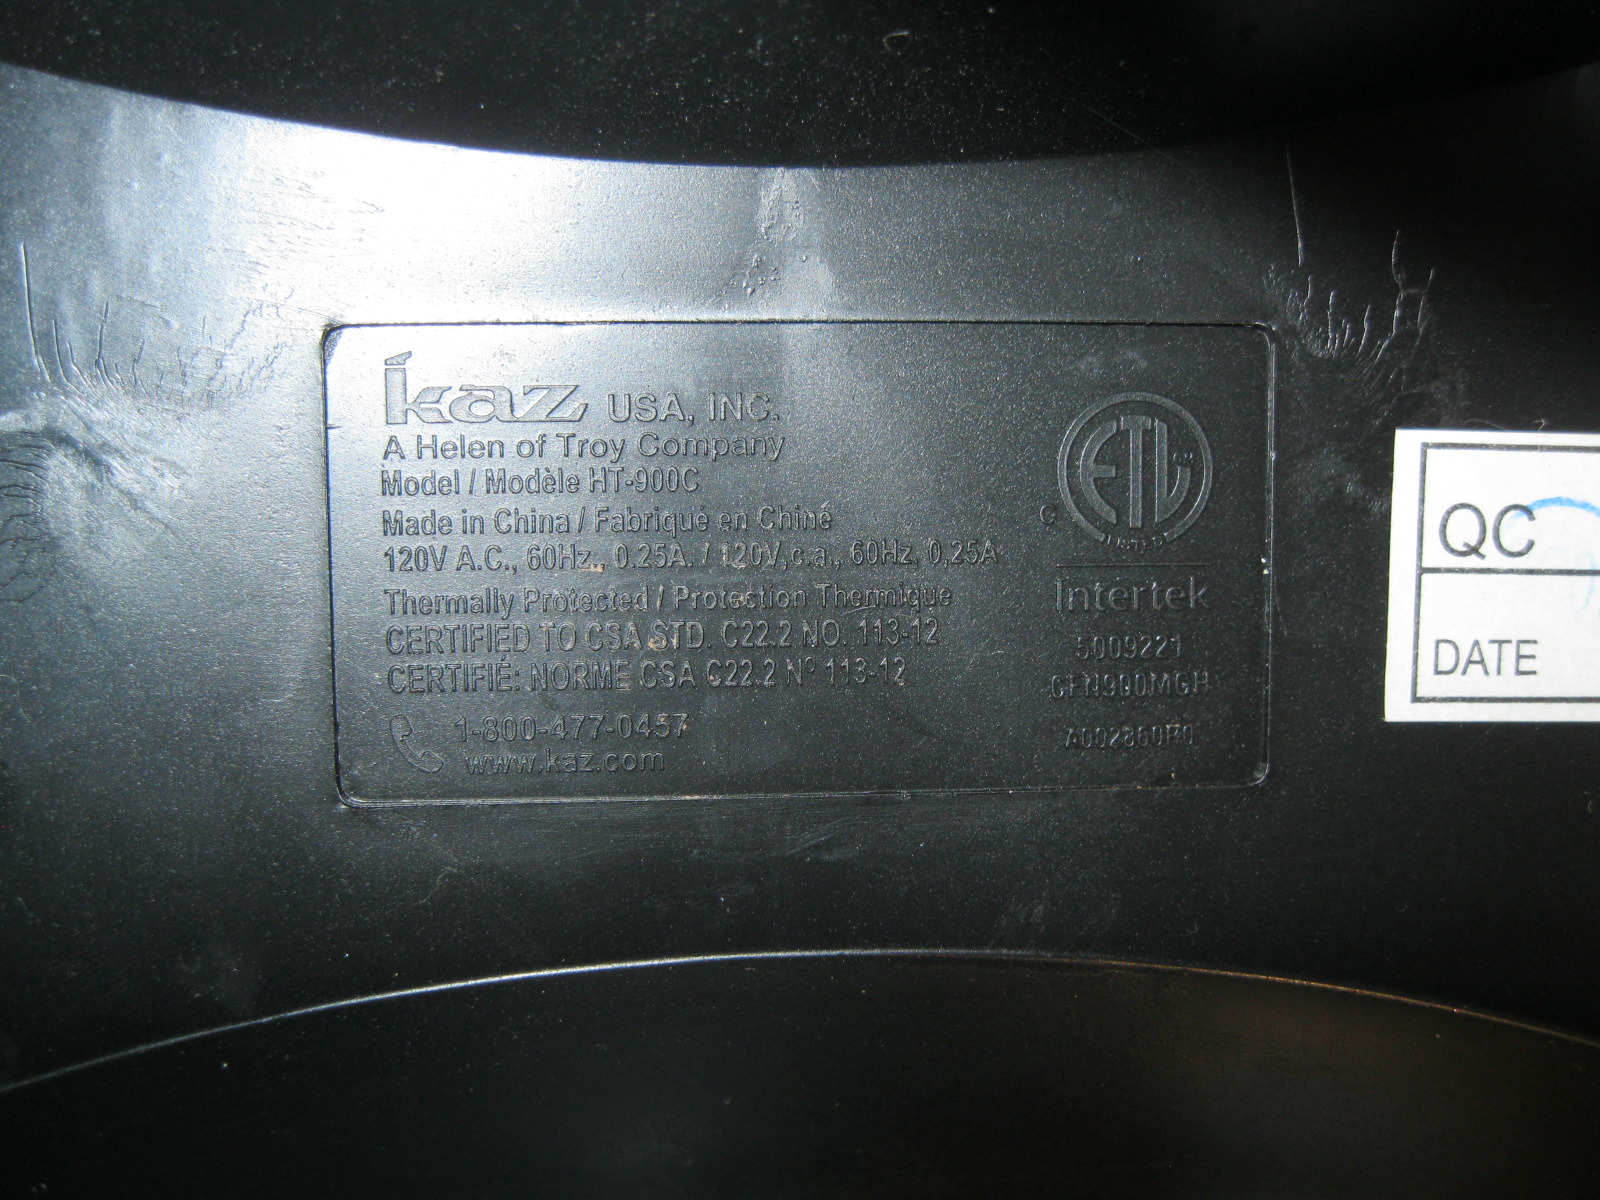 kaz USA, INC.
A Helen of Troy Company
Model / Modèle HT-900C
Made in China / Fabriqué en Chine
120V A.C., 60Hz., 0.25A. / 120V,c.a., 60Hz, 0,25A
Thermally Protected / Protection Thermique
CERTIFIED TO CSA STD. C22.2 NO. 113-12
CERTIFIÉ: NORME CSA C22.2 N° 113-12
1-800-477-0457
www.kaz.com
ETL
C
LISTED
Intertek
5009221
CFN900MGH
QC
DATE